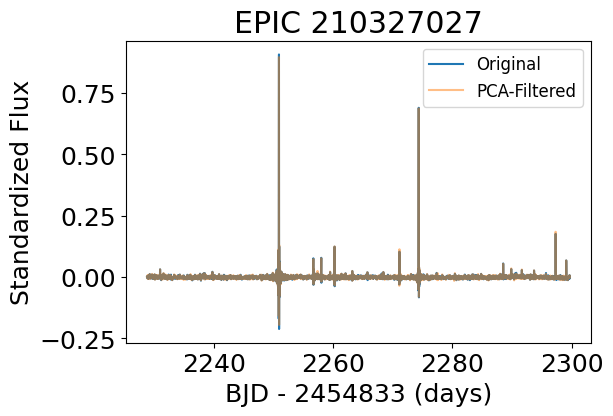 EPIC 210327027
Original
PCA-Filtered
Standardized Flux
0.75
0.50
0.25
0.00
−0.25
2240
2260
2280
2300
BJD - 2454833 (days)